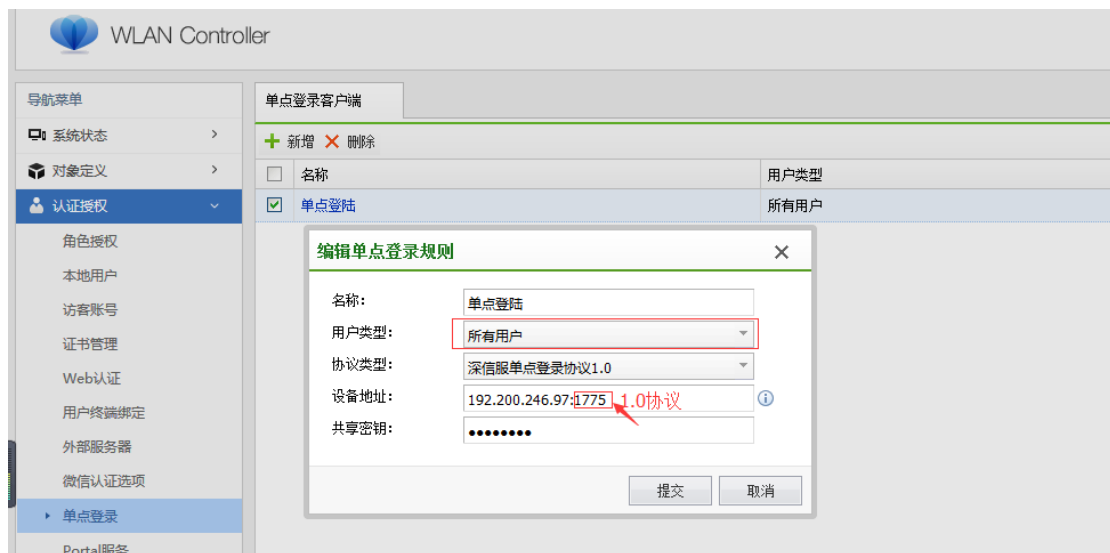 WLAN Controller
导航菜单
单点登录客户端
系统状态
新增 删除
对象定义
名称 用户类型
认证授权
单点登陆 所有用户
角色授权
本地用户
访客账号
证书管理
Web认证
用户终端绑定
外部服务器
微信认证选项
单点登录
Portal服务
编辑单点登录规则
名称: 单点登陆
用户类型: 所有用户
协议类型: 深信服单点登录协议1.0
设备地址: 192.200.246.97:1775 1.0协议
共享密钥: ●●●●●●●●
提交 取消